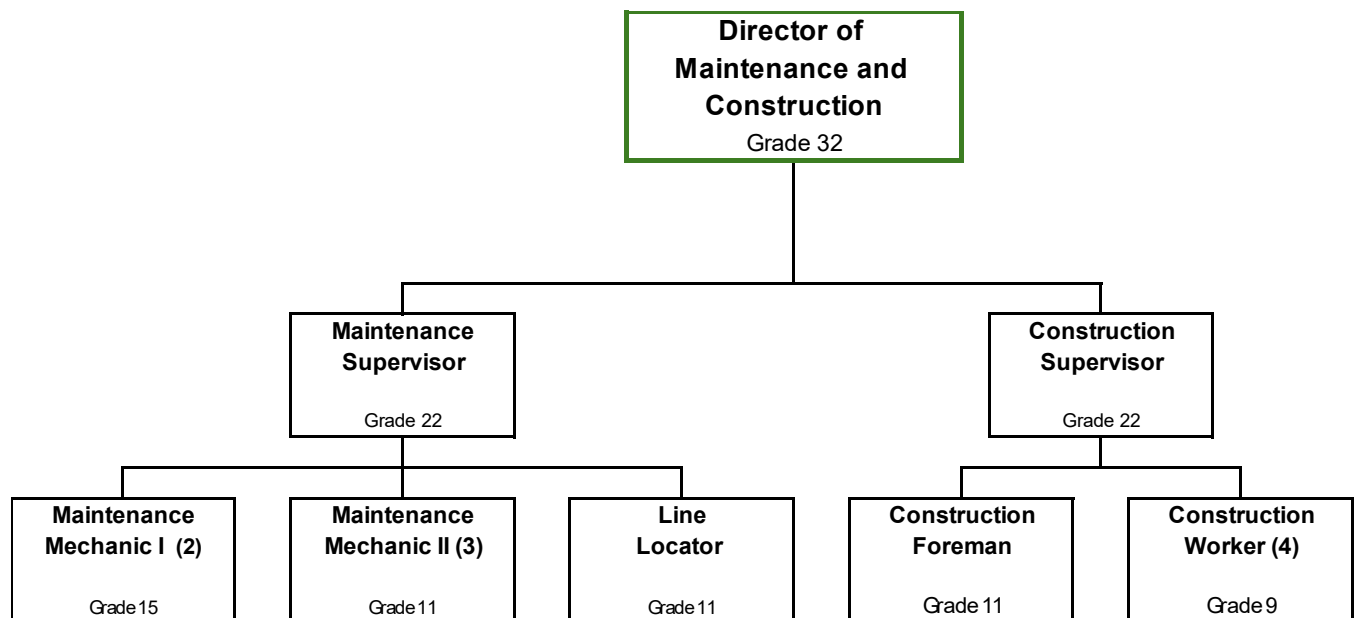 Director of
Maintenance and
Construction
Grade 32
Maintenance
Supervisor
Grade 22
Construction
Supervisor
Grade 22
Maintenance
Mechanic I (2)
Grade 15
Maintenance
Mechanic II (3)
Grade 11
Line
Locator
Grade 11
Construction
Foreman
Grade 11
Construction
Worker (4)
Grade 9